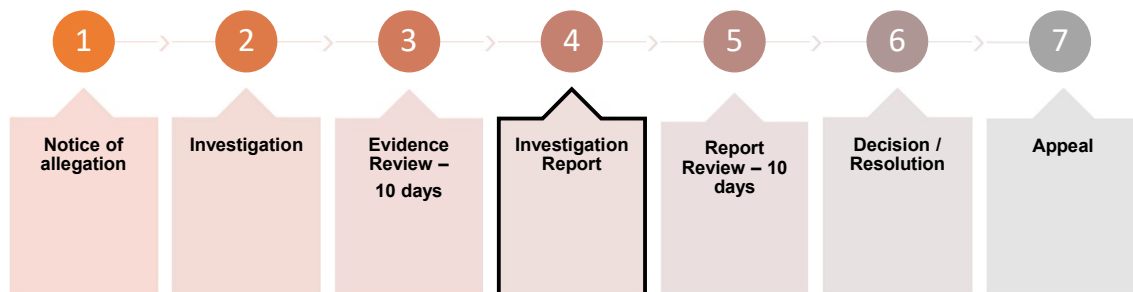 1
2
3
4
5
6
7
Notice of
allegation
Investigation
Evidence
Review –
10 days
Investigation
Report
Report
Review – 10
days
Decision /
Resolution
Appeal